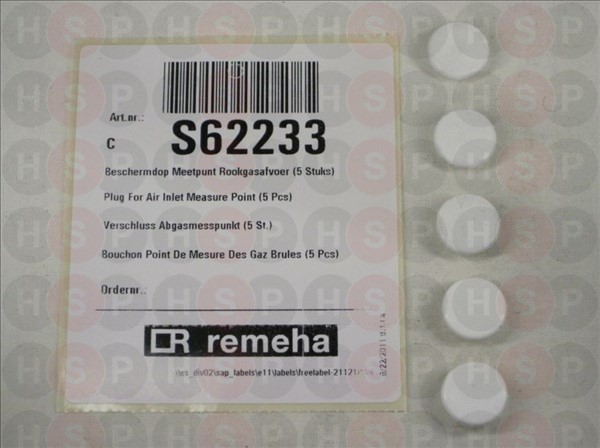 Art.nr.:
C S62233
Beschermdop Meetpunt Rookgasafvoer (5 Stuks)
Plug For Air Inlet Measure Point (5 Pcs)
Verschluss Abgasmesspunkt (5 St.)
Bouchon Point De Mesure Des Gaz Brules (5 Pcs)
Ordernr.:
remeha
H S P